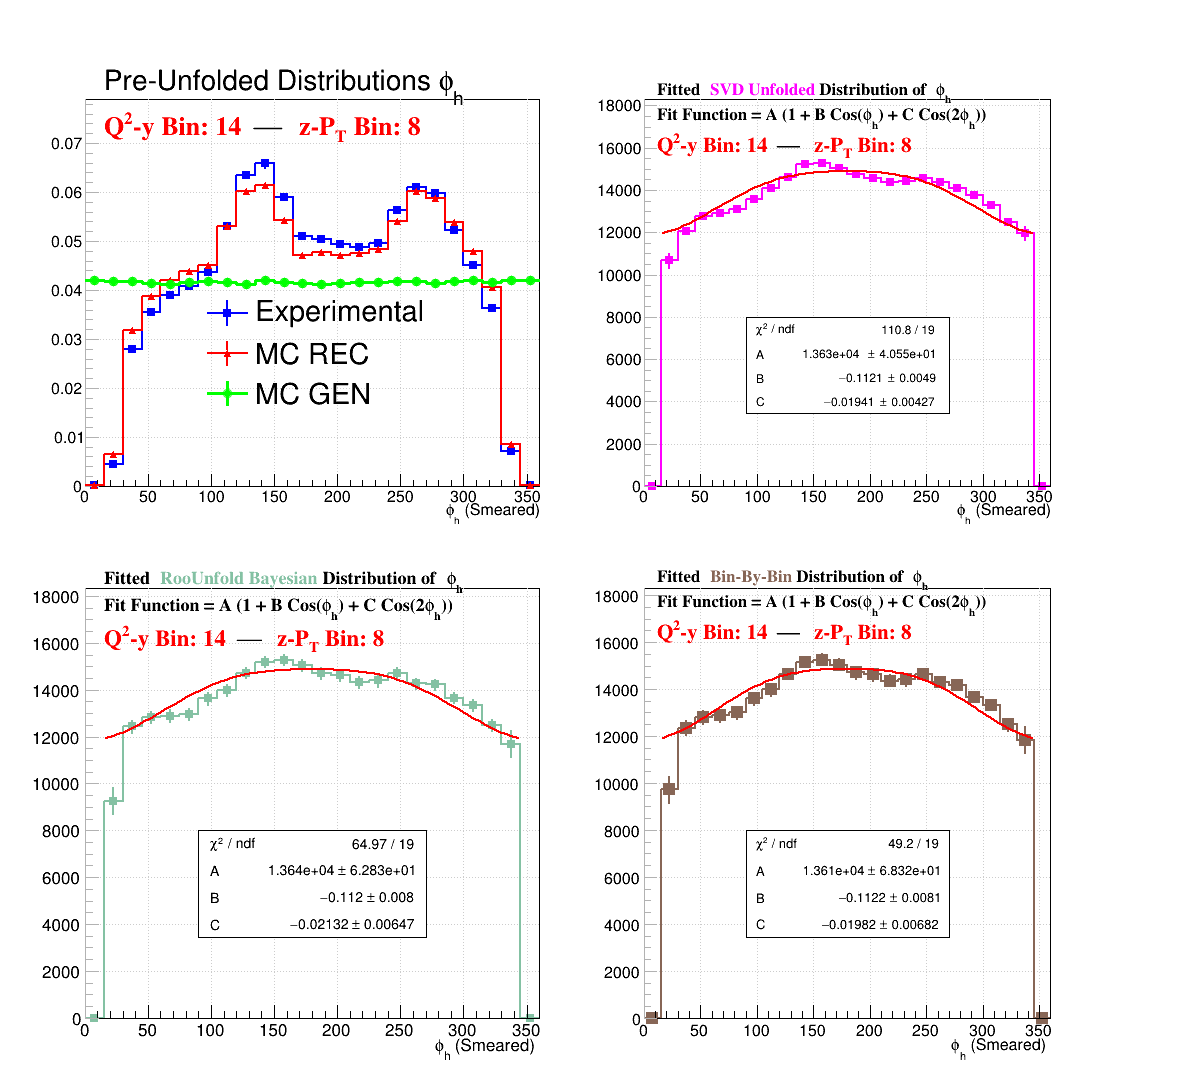 Pre-Unfolded Distributions ϕh
Q²-y Bin: 14 — z-PT Bin: 8
0.07
0.06
0.05
0.04
0.03
0.02
0.01
0
Experimental
MC REC
MC GEN
0 50 100 150 200 250 300 350
ϕh (Smeared)
Fitted SVD Unfolded Distribution of ϕh
Fit Function = A (1 + B Cos(ϕh) + C Cos(2ϕh))
Q²-y Bin: 14 — z-PT Bin: 8
18000
16000
14000
12000
10000
8000
6000
4000
2000
0
χ² / ndf 110.8 / 19
A 1.363e+04 ± 4.055e+01
B −0.1121 ± 0.0049
C −0.01941 ± 0.00427
0 50 100 150 200 250 300 350
ϕh (Smeared)
Fitted RooUnfold Bayesian Distribution of ϕh
Fit Function = A (1 + B Cos(ϕh) + C Cos(2ϕh))
Q²-y Bin: 14 — z-PT Bin: 8
18000
16000
14000
12000
10000
8000
6000
4000
2000
0
χ² / ndf 64.97 / 19
A 1.364e+04 ± 6.283e+01
B −0.112 ± 0.008
C −0.02132 ± 0.00647
0 50 100 150 200 250 300 350
ϕh (Smeared)
Fitted Bin-By-Bin Distribution of ϕh
Fit Function = A (1 + B Cos(ϕh) + C Cos(2ϕh))
Q²-y Bin: 14 — z-PT Bin: 8
18000
16000
14000
12000
10000
8000
6000
4000
2000
0
χ² / ndf 49.2 / 19
A 1.361e+04 ± 6.832e+01
B −0.1122 ± 0.0081
C −0.01982 ± 0.00682
0 50 100 150 200 250 300 350
ϕh (Smeared)